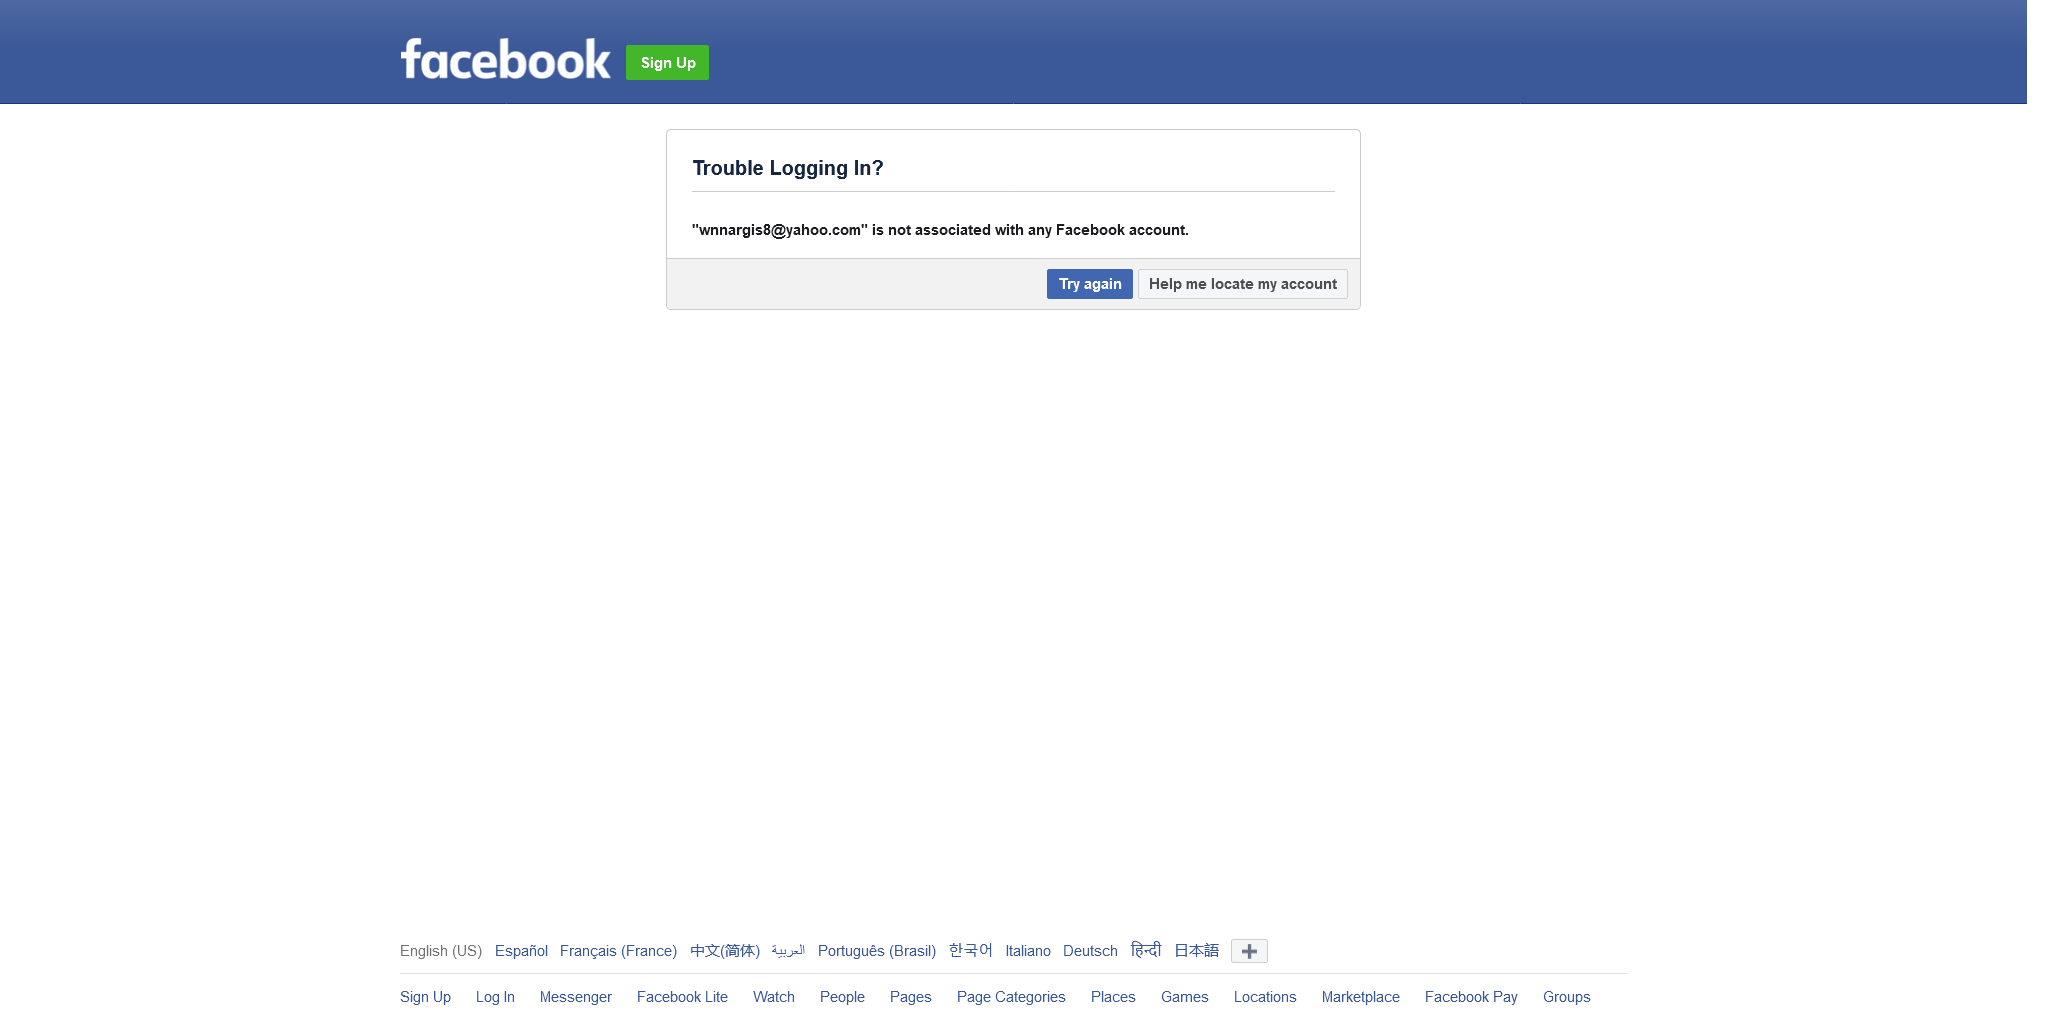 facebook Sign Up
Trouble Logging In?
"wnnargis8@yahoo.com" is not associated with any Facebook account.
Try again Help me locate my account
English (US) Español Français (France) 中文(简体) العربية Português (Brasil) 한국어 Italiano Deutsch हिन्दी 日本語
Sign Up Log In Messenger Facebook Lite Watch People Pages Page Categories Places Games Locations Marketplace Facebook Pay Groups